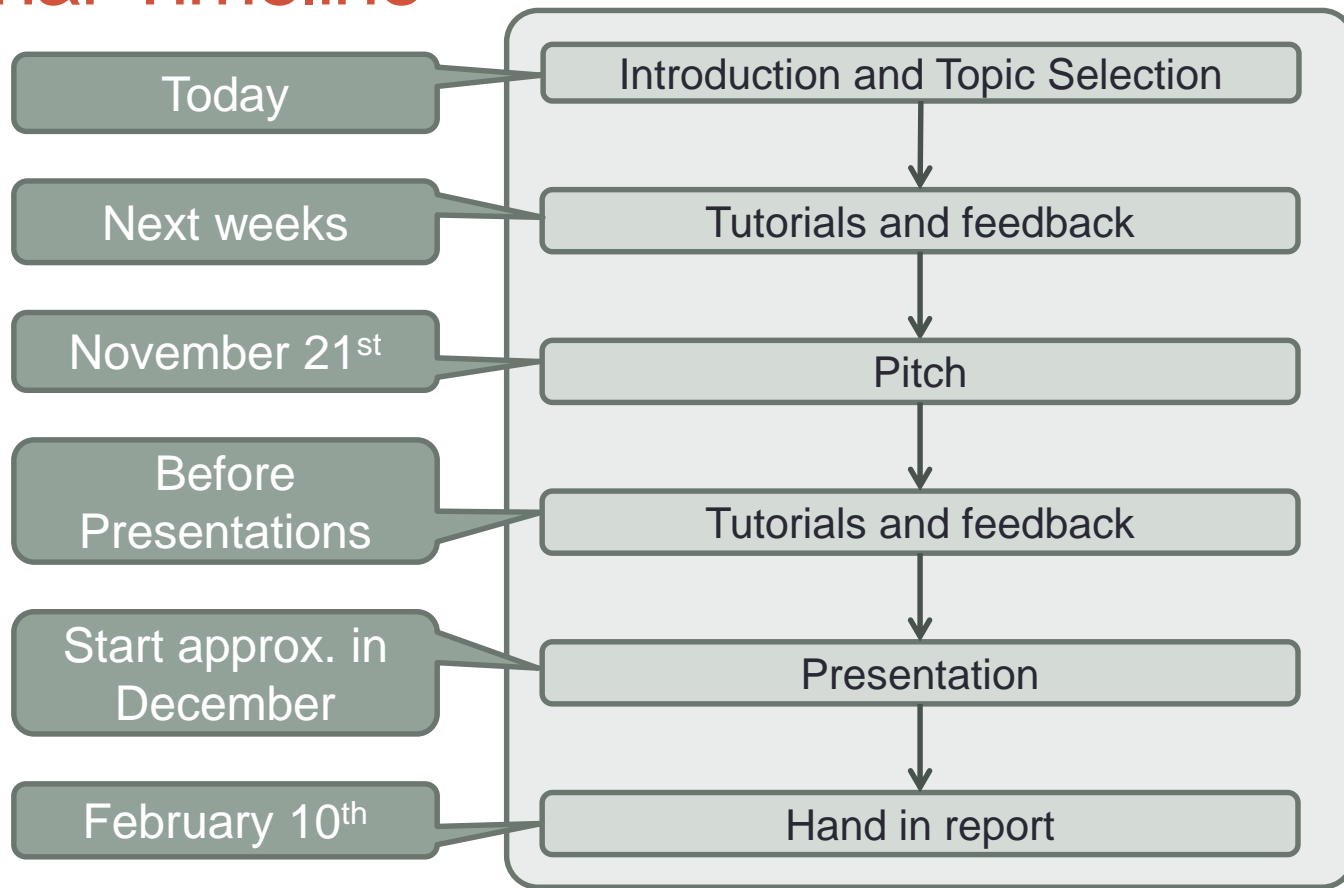 Timeline
Today
Introduction and Topic Selection
Next weeks
Tutorials and feedback
November 21st
Pitch
Before
Presentations
Tutorials and feedback
Start approx. in
December
Presentation
February 10th
Hand in report